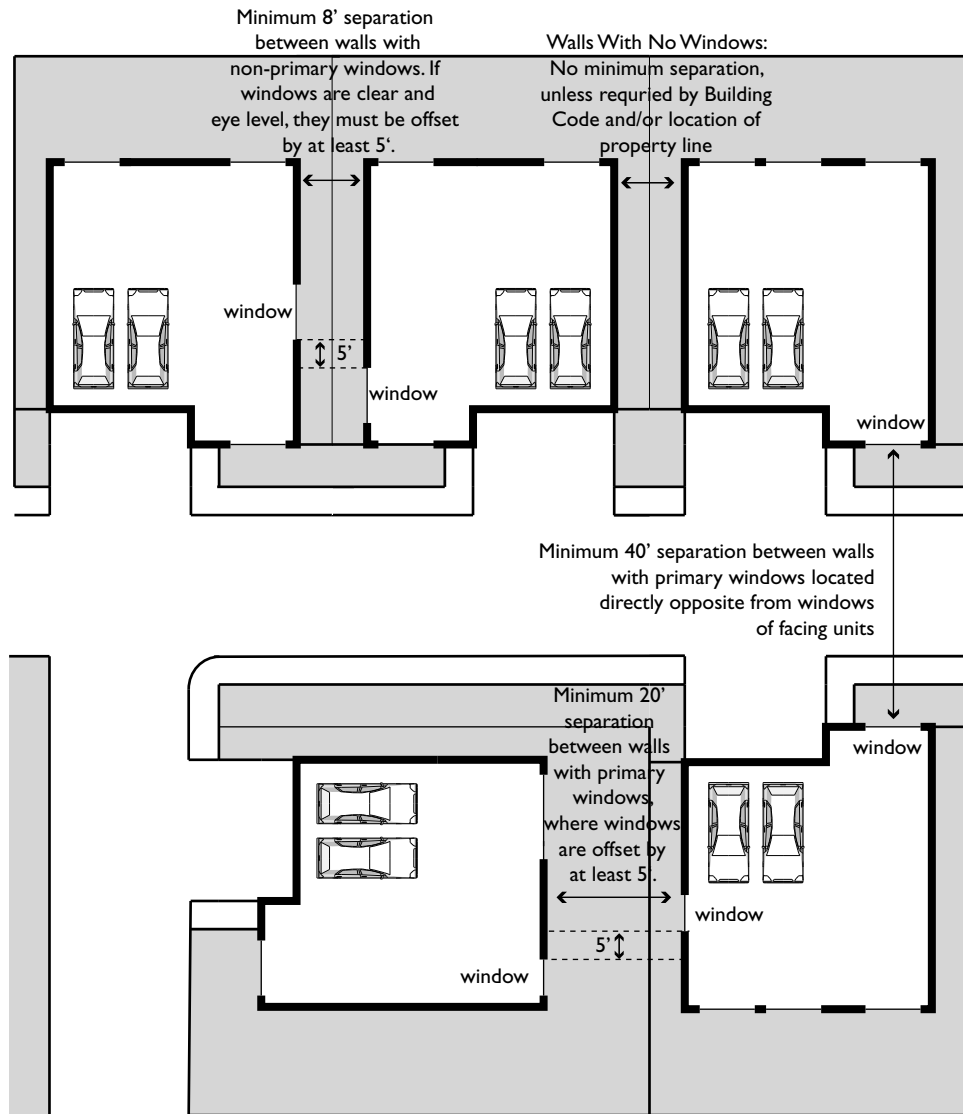 Minimum 8' separation
between walls with
non-primary windows. If
windows are clear and
eye level, they must be offset
by at least 5'.
Walls With No Windows:
No minimum separation,
unless requried by Building
Code and/or location of
property line
window
5'
window
window
Minimum 40' separation between walls
with primary windows located
directly opposite from windows
of facing units
Minimum 20'
separation
between walls
with primary
windows,
where windows
are offset by
at least 5'.
window
window
5'
window